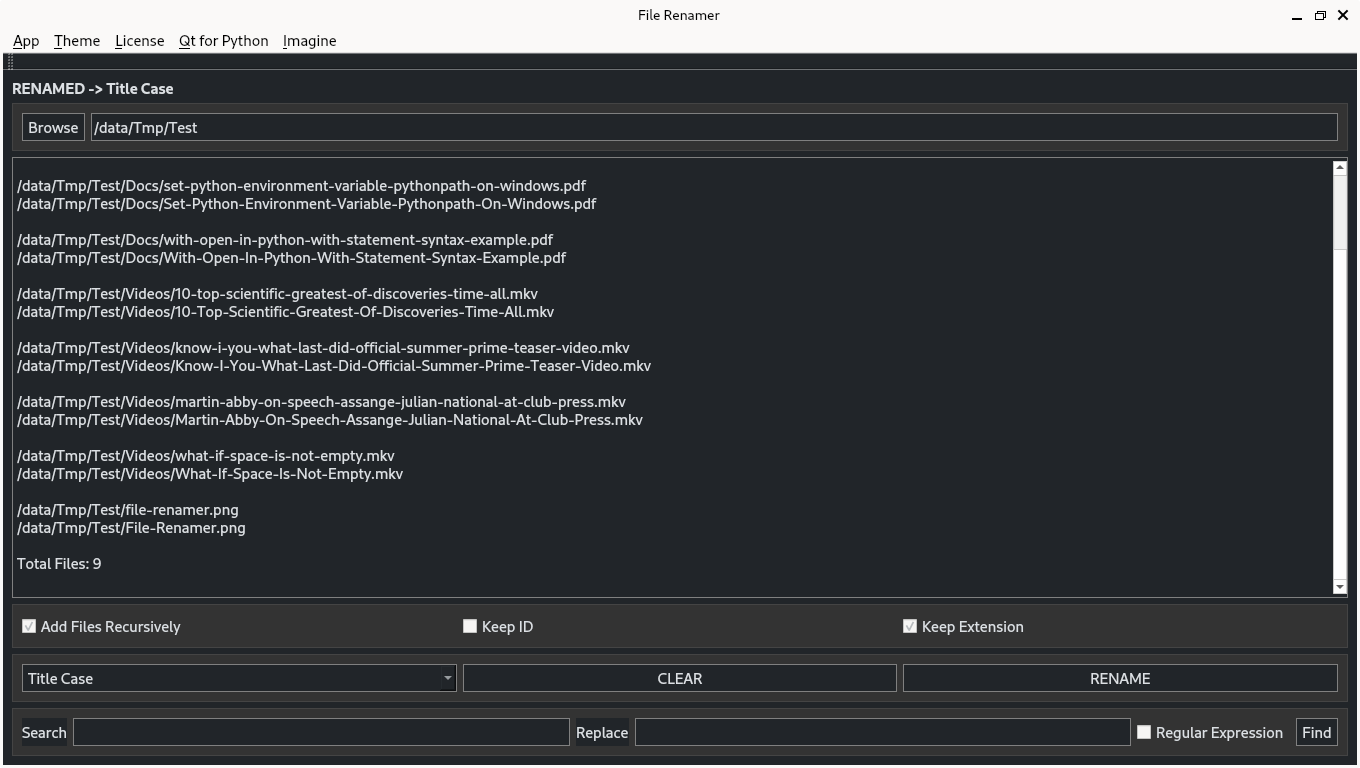 File Renamer
App Theme License Qt for Python Imagine
RENAMED -> Title Case
Browse /data/Tmp/Test
/data/Tmp/Test/Docs/set-python-environment-variable-pythonpath-on-windows.pdf
/data/Tmp/Test/Docs/Set-Python-Environment-Variable-Pythonpath-On-Windows.pdf
/data/Tmp/Test/Docs/with-open-in-python-with-statement-syntax-example.pdf
/data/Tmp/Test/Docs/With-Open-In-Python-With-Statement-Syntax-Example.pdf
/data/Tmp/Test/Videos/10-top-scientific-greatest-of-discoveries-time-all.mkv
/data/Tmp/Test/Videos/10-Top-Scientific-Greatest-Of-Discoveries-Time-All.mkv
/data/Tmp/Test/Videos/know-i-you-what-last-did-official-summer-prime-teaser-video.mkv
/data/Tmp/Test/Videos/Know-I-You-What-Last-Did-Official-Summer-Prime-Teaser-Video.mkv
/data/Tmp/Test/Videos/martin-abby-on-speech-assange-julian-national-at-club-press.mkv
/data/Tmp/Test/Videos/Martin-Abby-On-Speech-Assange-Julian-National-At-Club-Press.mkv
/data/Tmp/Test/Videos/what-if-space-is-not-empty.mkv
/data/Tmp/Test/Videos/What-If-Space-Is-Not-Empty.mkv
/data/Tmp/Test/file-renamer.png
/data/Tmp/Test/File-Renamer.png
Total Files: 9
Add Files Recursively Keep ID Keep Extension
Title Case CLEAR RENAME
Search Replace Regular Expression Find